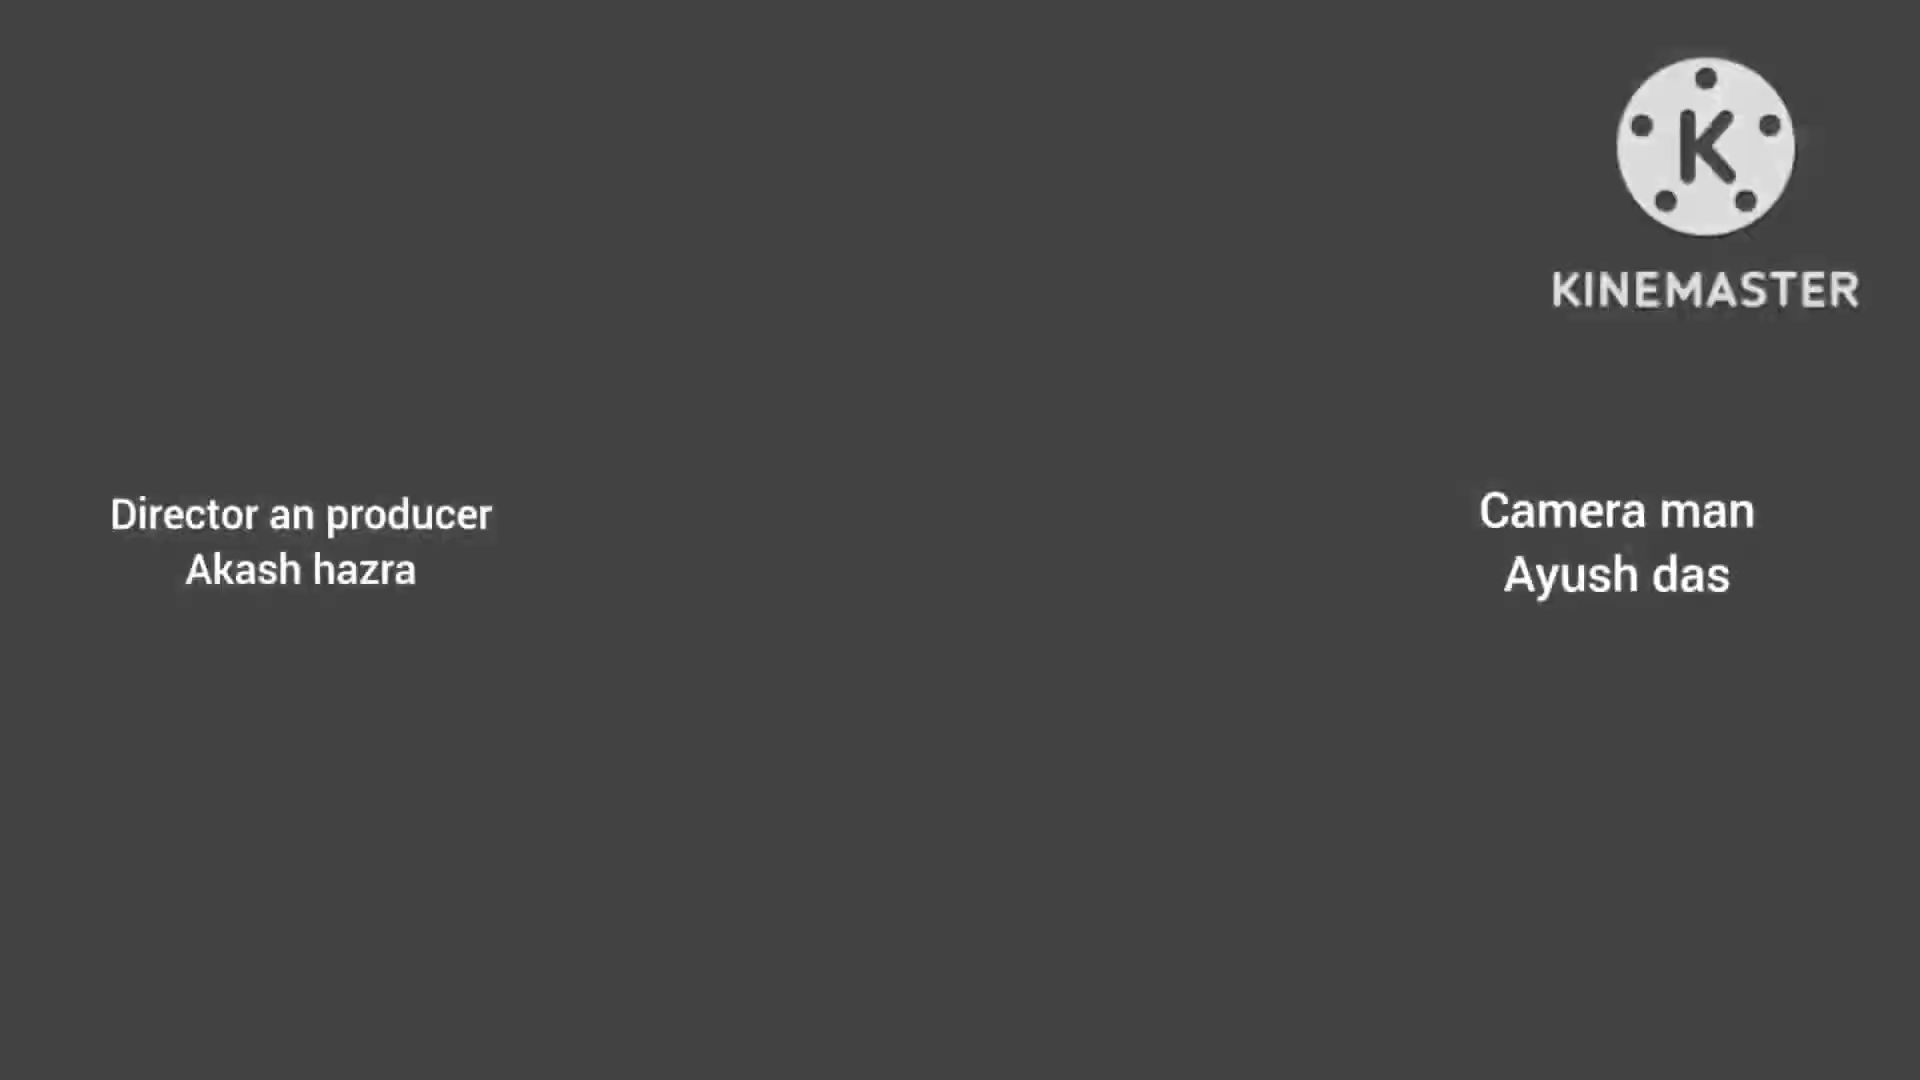 K
KINEMASTER
Director an producer
Akash hazra
Camera man
Ayush das